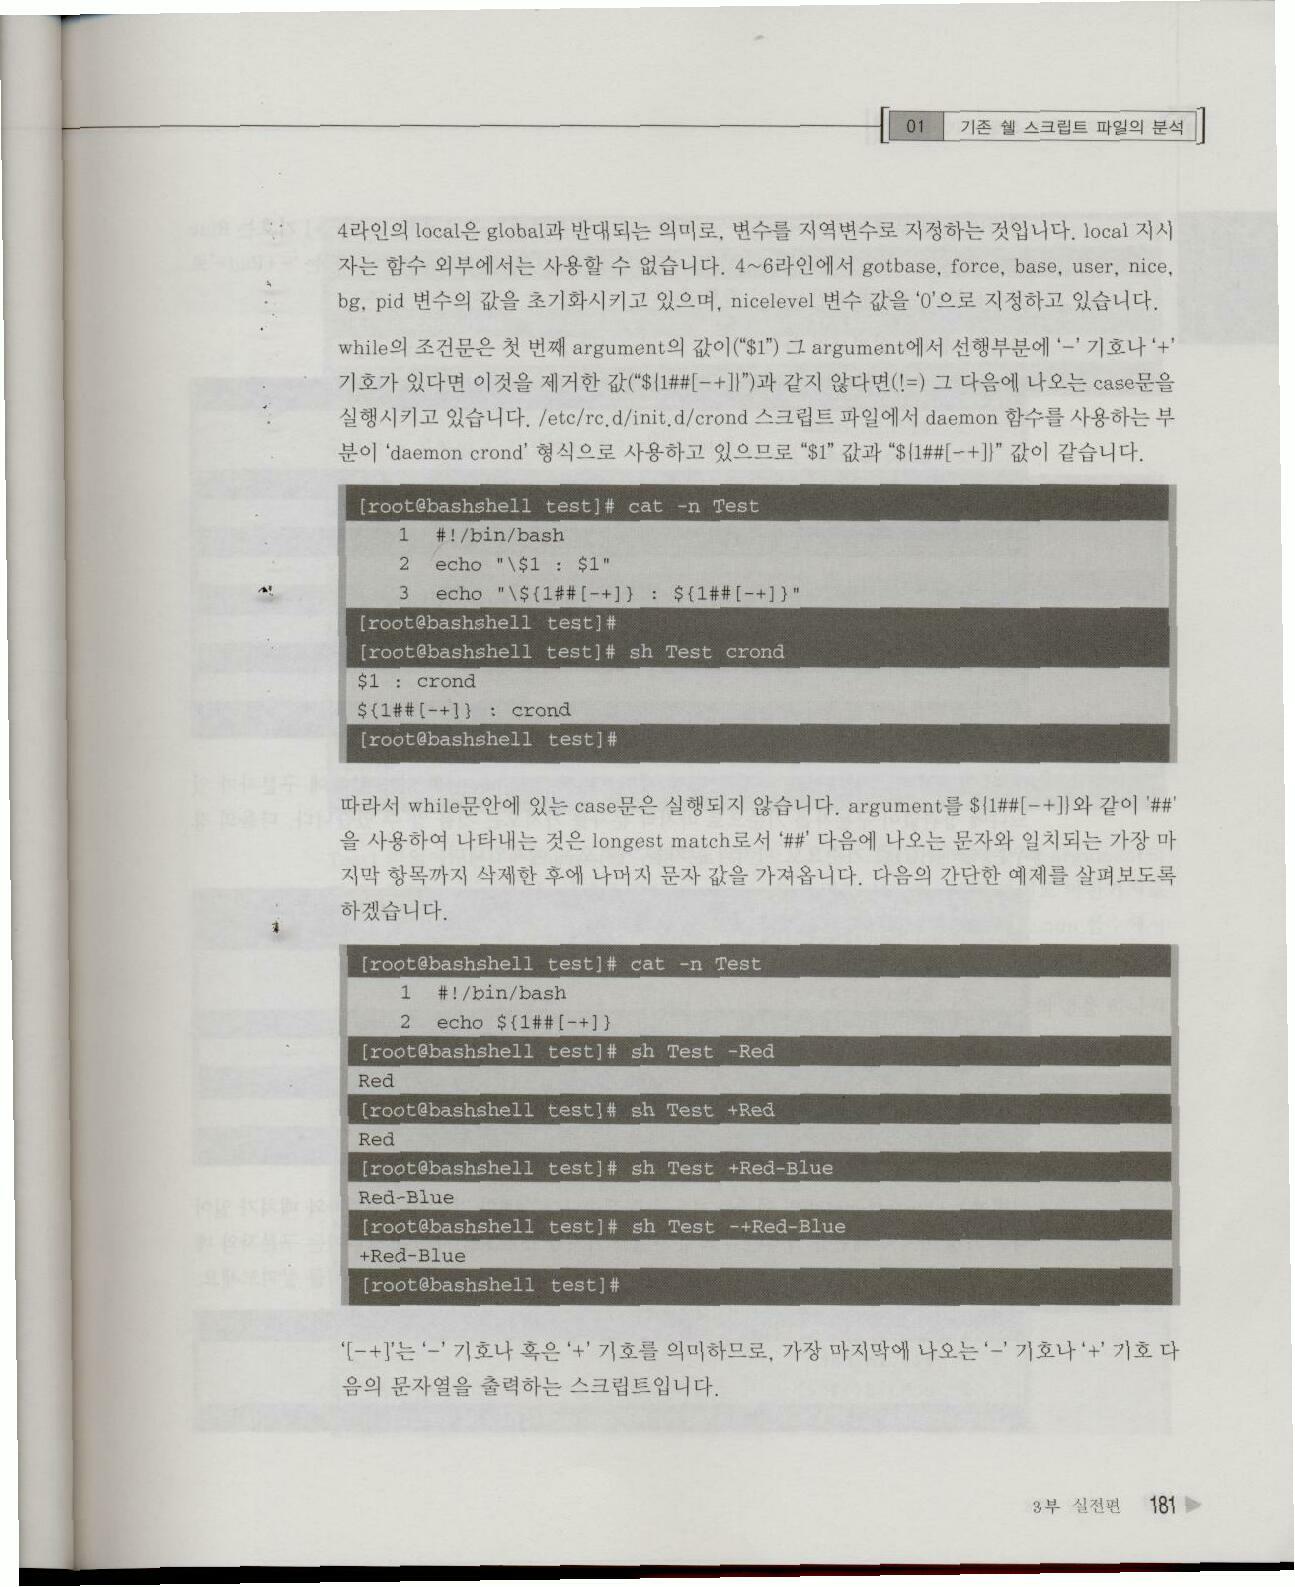 01 기존 쉘 스크립트 파일의 분석
4라인의 local은 global과 반대되는 의미로, 변수를 지역변수로 지정하는 것입니다. local 지시
자는 함수 외부에서는 사용할 수 없습니다. 4~6라인에서 gotbase, force, base, user, nice,
bg, pid 변수의 값을 초기화시키고 있으며, nicelevel 변수 값을 ‘0’으로 지정하고 있습니다.
while의 조건문은 첫 번째 argument의 값이(“$1”) 그 argument에서 선행부분에 ‘-’ 기호나 ‘+’
기호가 있다면 이것을 제거한 값(“${1##[-+]}”)과 같지 않다면(!=) 그 다음에 나오는 case문을
실행시키고 있습니다. /etc/rc.d/init.d/crond 스크립트 파일에서 daemon 함수를 사용하는 부
분이 ‘daemon crond’ 형식으로 사용하고 있으므로 “$1” 값과 “${1##[-+]}” 값이 같습니다.
[root@bashshell test]# cat -n Test
1 #!/bin/bash
2 echo "\$1 : $1"
3 echo "\${1##[-+]} : ${1##[-+]}"
[root@bashshell test]#
[root@bashshell test]# sh Test crond
$1 : crond
${1##[-+]} : crond
[root@bashshell test]#
따라서 while문안에 있는 case문은 실행되지 않습니다. argument를 ${1##[-+]}와 같이 '##'
을 사용하여 나타내는 것은 longest match로서 ‘##’ 다음에 나오는 문자와 일치되는 가장 마
지막 항목까지 삭제한 후에 나머지 문자 값을 가져옵니다. 다음의 간단한 예제를 살펴보도록
하겠습니다.
[root@bashshell test]# cat -n Test
1 #!/bin/bash
2 echo ${1##[-+]}
[root@bashshell test]# sh Test -Red
Red
[root@bashshell test]# sh Test +Red
Red
[root@bashshell test]# sh Test +Red-Blue
Red-Blue
[root@bashshell test]# sh Test -+Red-Blue
+Red-Blue
[root@bashshell test]#
‘[-+]’는 ‘-’ 기호나 혹은 ‘+’ 기호를 의미하므로, 가장 마지막에 나오는 ‘-’ 기호나 ‘+’ 기호 다
음의 문자열을 출력하는 스크립트입니다.
3부 실전편 181